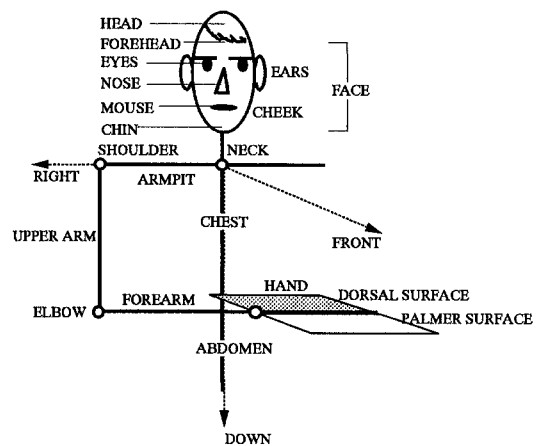 HEAD
FOREHEAD
EYES
EARS
NOSE
FACE
MOUSE
CHEEK
CHIN
SHOULDER
NECK
RIGHT
ARMPIT
CHEST
UPPER ARM
FRONT
HAND
FOREARM
DORSAL SURFACE
ELBOW
PALMER SURFACE
ABDOMEN
DOWN